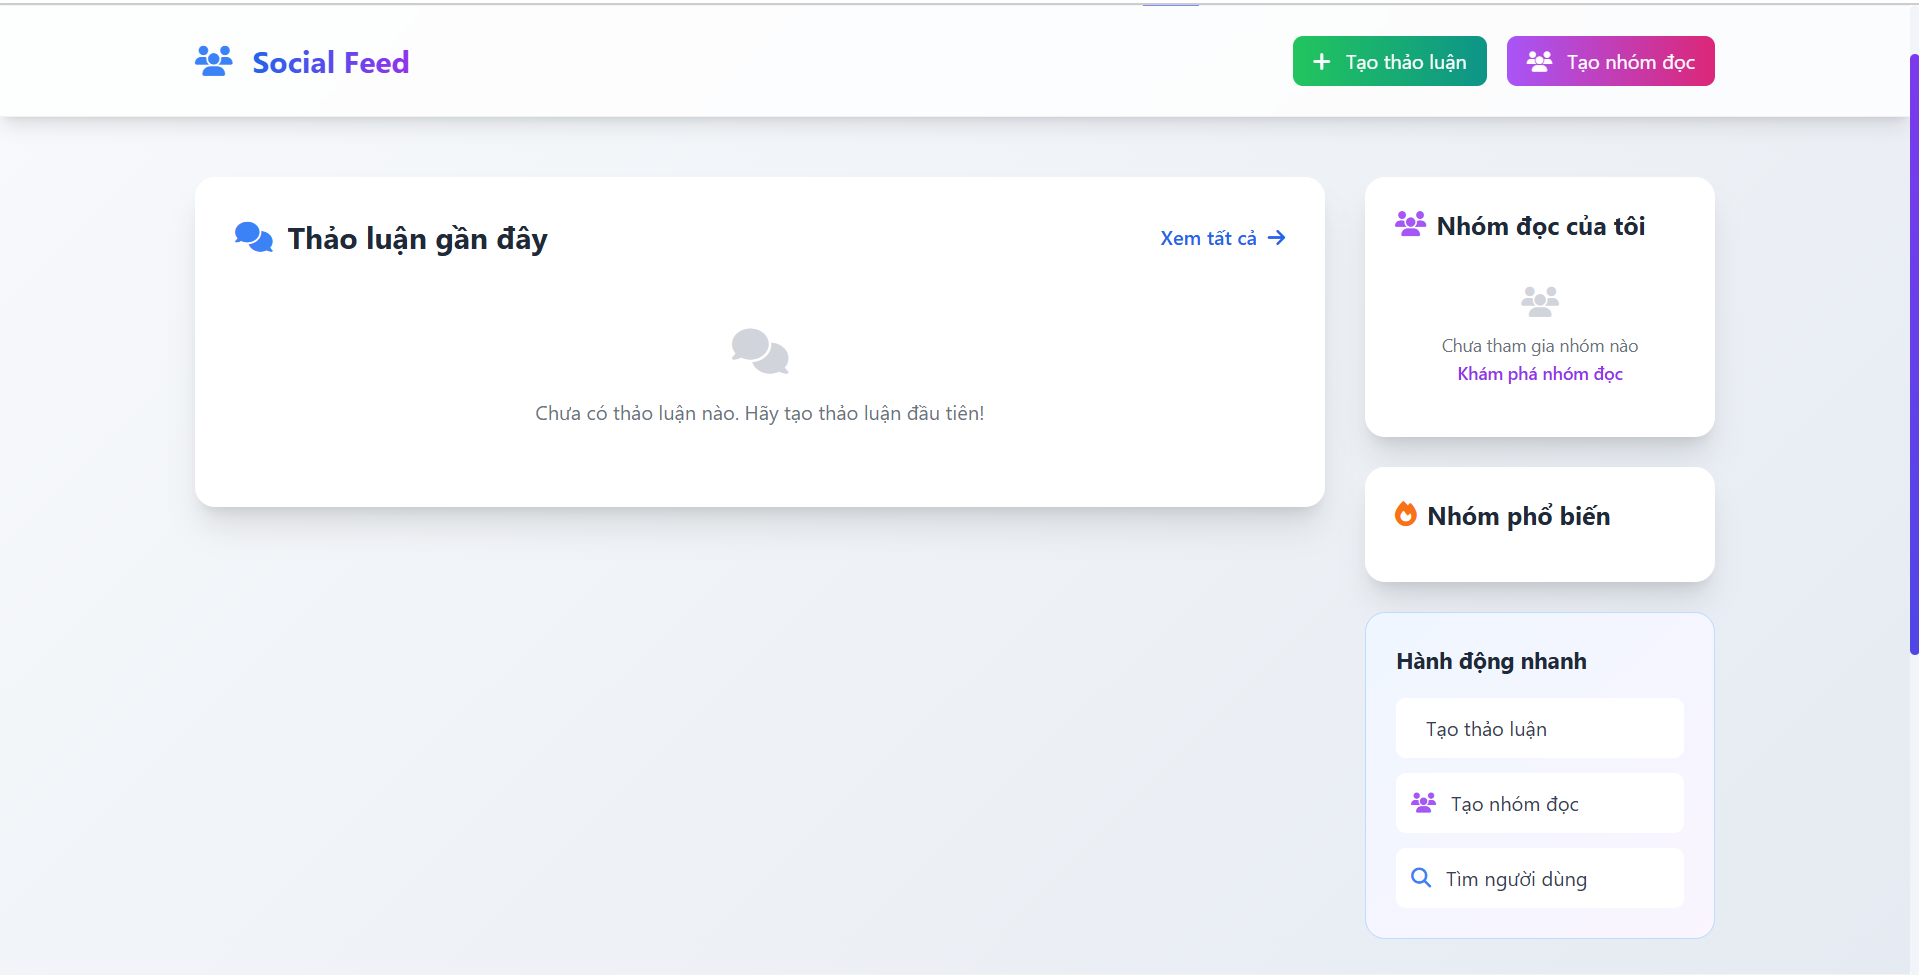 Social Feed
Tạo thảo luận
Tạo nhóm đọc
Thảo luận gần đây
Xem tất cả
Chưa có thảo luận nào. Hãy tạo thảo luận đầu tiên!
Nhóm đọc của tôi
Chưa tham gia nhóm nào
Khám phá nhóm đọc
Nhóm phổ biến
Hành động nhanh
Tạo thảo luận
Tạo nhóm đọc
Tìm người dùng